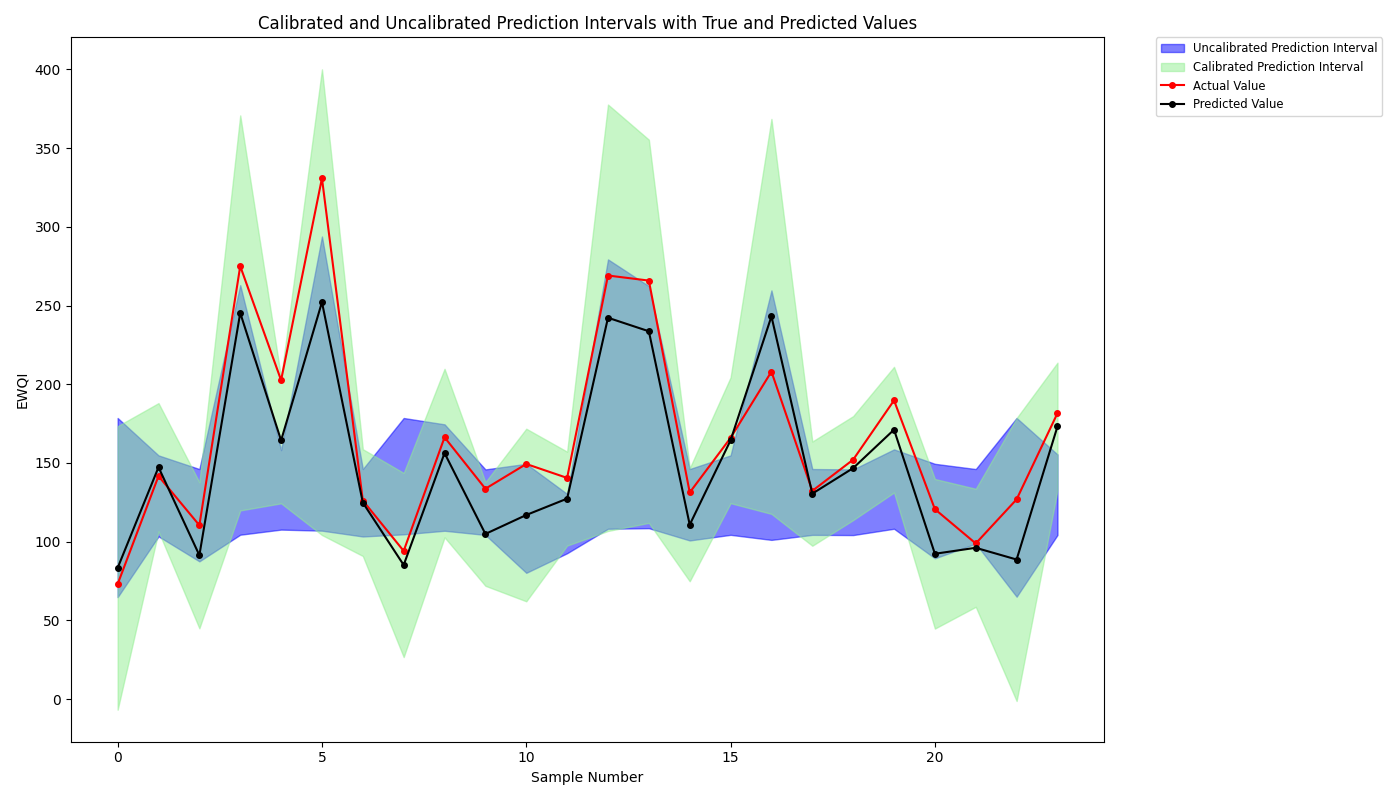 Calibrated and Uncalibrated Prediction Intervals with True and Predicted Values
Uncalibrated Prediction Interval
Calibrated Prediction Interval
Actual Value
Predicted Value
EWQI
400
350
300
250
200
150
100
50
0
0 5 10 15 20
Sample Number